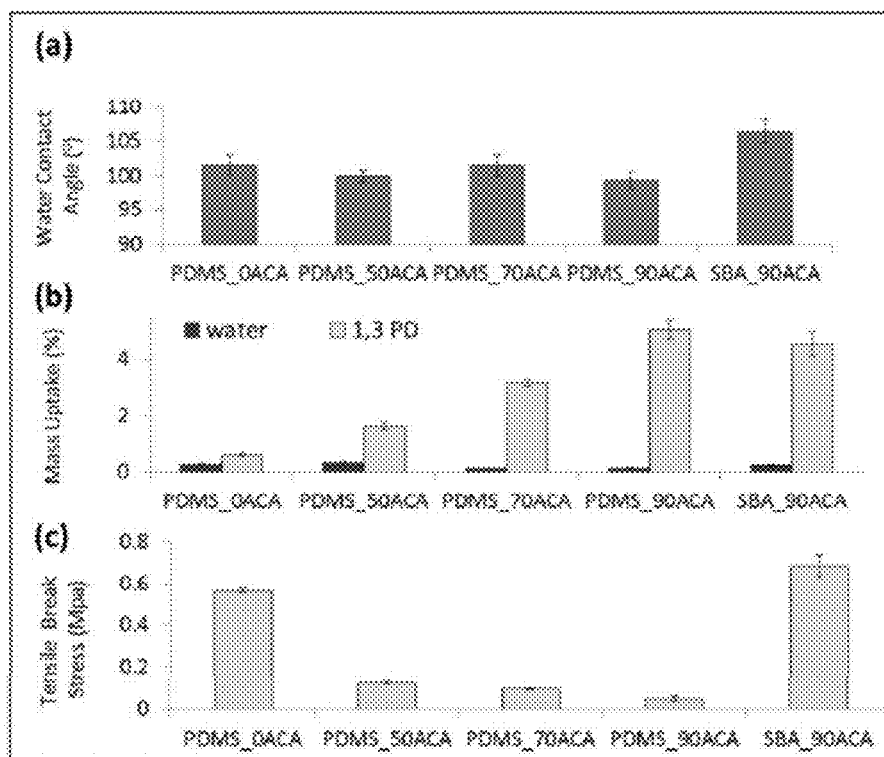 (a)
Water Contact
Angle (°)
110
105
100
95
90
PDMS_0ACA PDMS_50ACA PDMS_70ACA PDMS_90ACA SBA_90ACA
(b)
Mass Uptake (%)
water 1,3 PD
4
2
0
PDMS_0ACA PDMS_50ACA PDMS_70ACA PDMS_90ACA SBA_90ACA
(c)
Tensile Break
Stress (Mpa)
0.8
0.6
0.4
0.2
0
PDMS_0ACA PDMS_50ACA PDMS_70ACA PDMS_90ACA SBA_90ACA